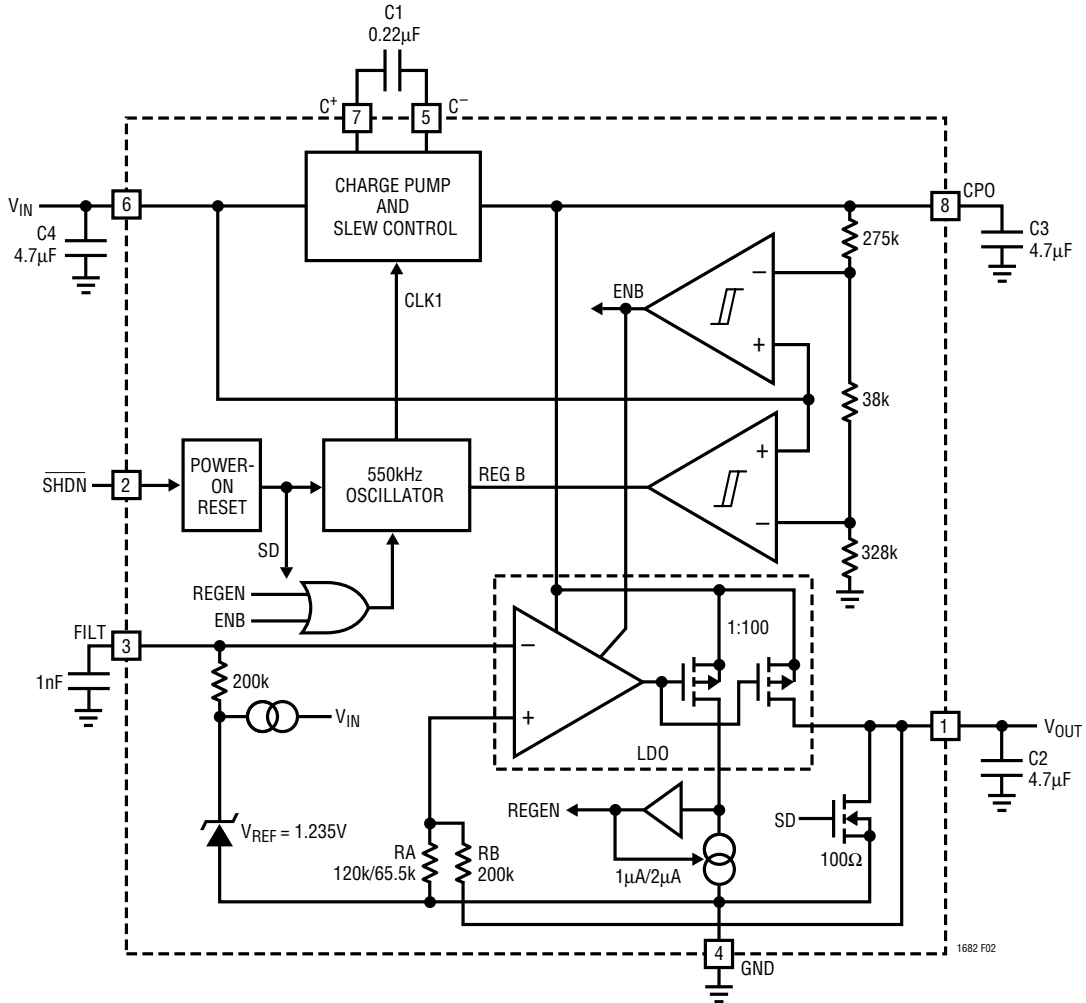 C1
0.22µF
C+
7
5
C−
CHARGE PUMP
AND
SLEW CONTROL
VIN
6
C4
4.7µF
8
CPO
C3
4.7µF
275k
−
ENB
+
CLK1
38k
SHDN
2
POWER-
ON
RESET
550kHz
OSCILLATOR
REG B
+
−
328k
SD
REGEN
ENB
FILT
3
1nF
200k
VIN
−
+
1:100
LDO
1
VOUT
C2
4.7µF
REGEN
SD
100Ω
VREF = 1.235V
RA
120k/65.5k
RB
200k
1µA/2µA
4
GND
1682 F02